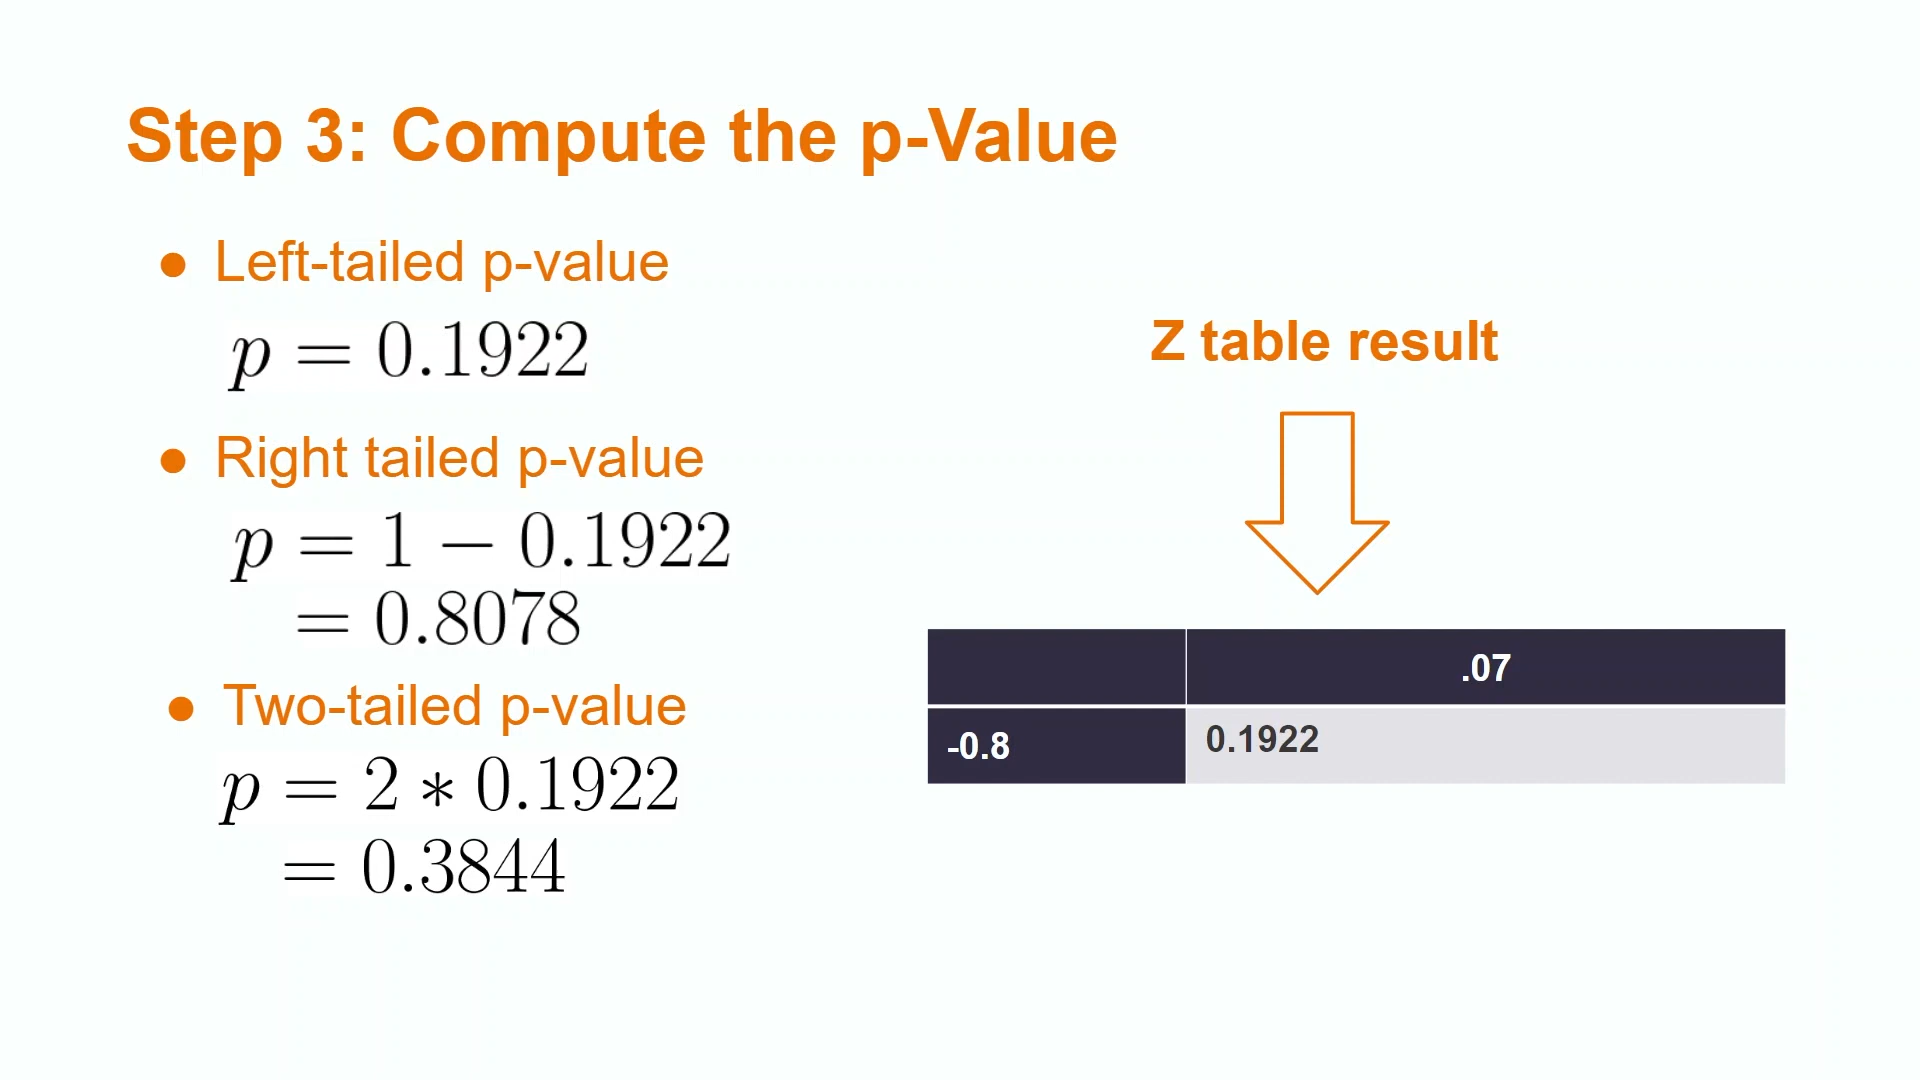 Step 3: Compute the p-Value
● Left-tailed p-value
p = 0.1922
● Right tailed p-value
p = 1 − 0.1922
= 0.8078
● Two-tailed p-value
p = 2 ∗ 0.1922
= 0.3844
Z table result
.07
-0.8 0.1922